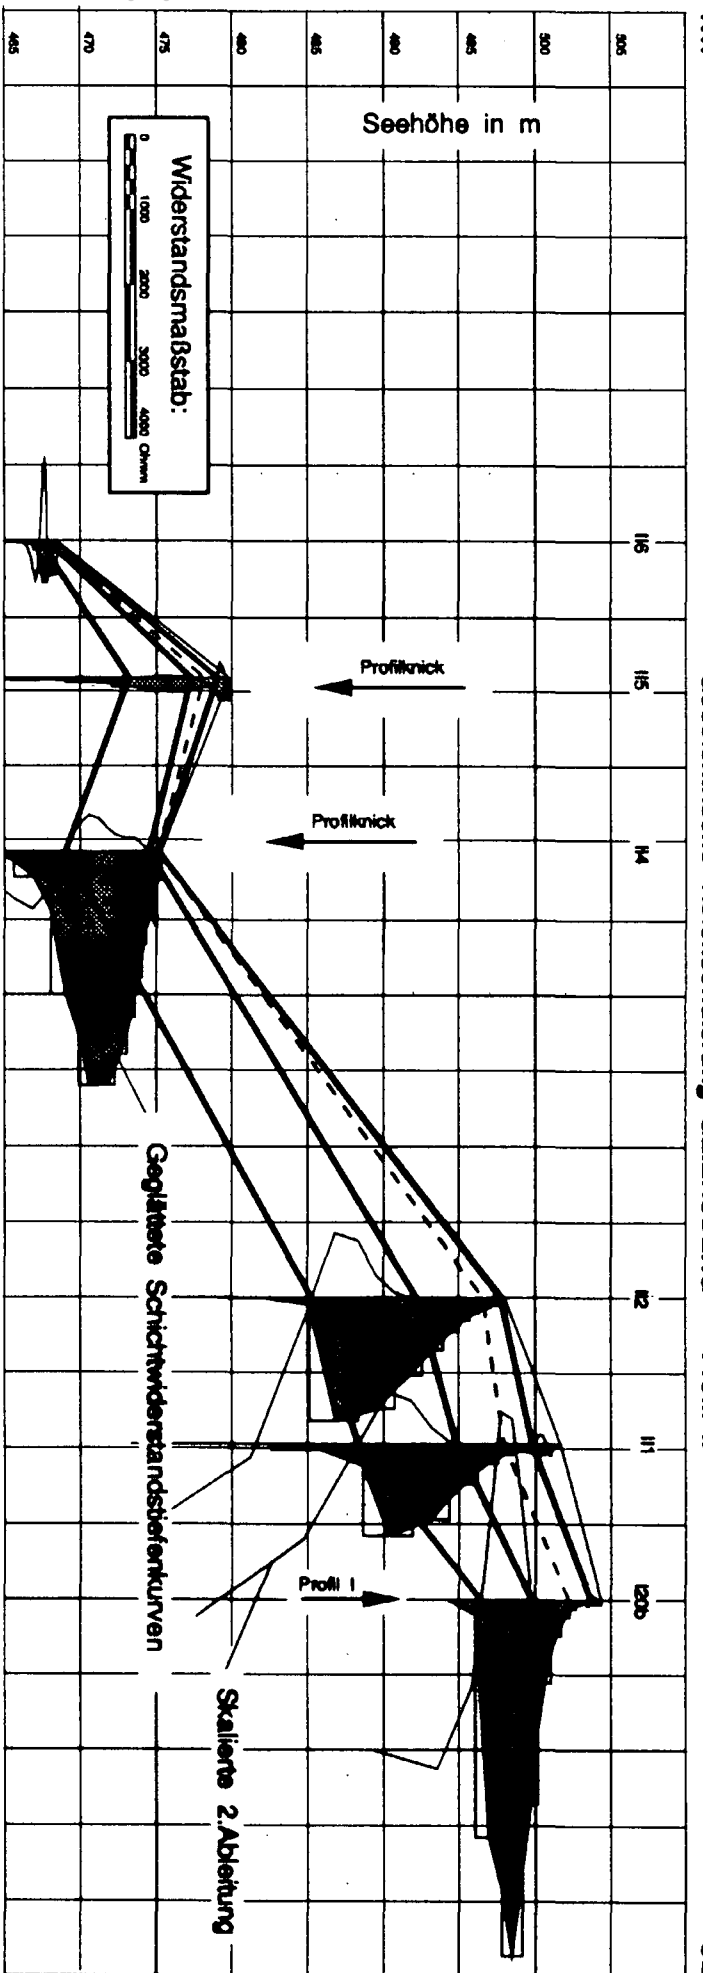 465
470
475
480
485
490
495
500
505
Seehöhe in m
Widerstandsmaßstab:
0 1000 2000 3000 4000 Ohmm
II6
II5
II4
II2
II1
I20b
Profilknick
Profilknick
Profil I
Geglättete Schichtwiderstandstiefenkurven
Skalierte 2.Ableitung